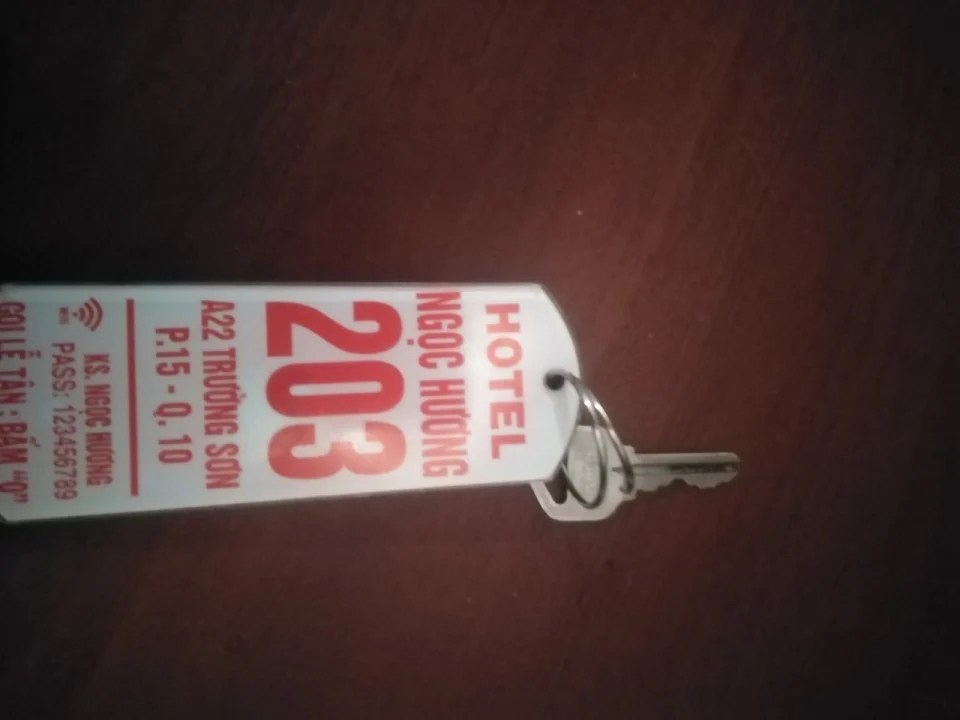 HOTEL
NGỌC HƯƠNG
203
A22 TRƯỜNG SƠN
P.15 - Q. 10
WIFI
KS. NGỌC HƯƠNG
PASS: 123456789
GỌI LỄ TÂN : BẤM "0"